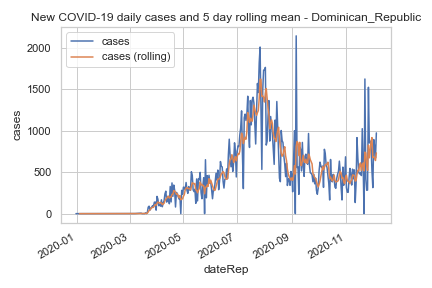 New COVID-19 daily cases and 5 day rolling mean - Dominican_Republic
cases
cases (rolling)
2000
1500
1000
500
0
cases
2020-01
2020-03
2020-05
2020-07
2020-09
2020-11
dateRep